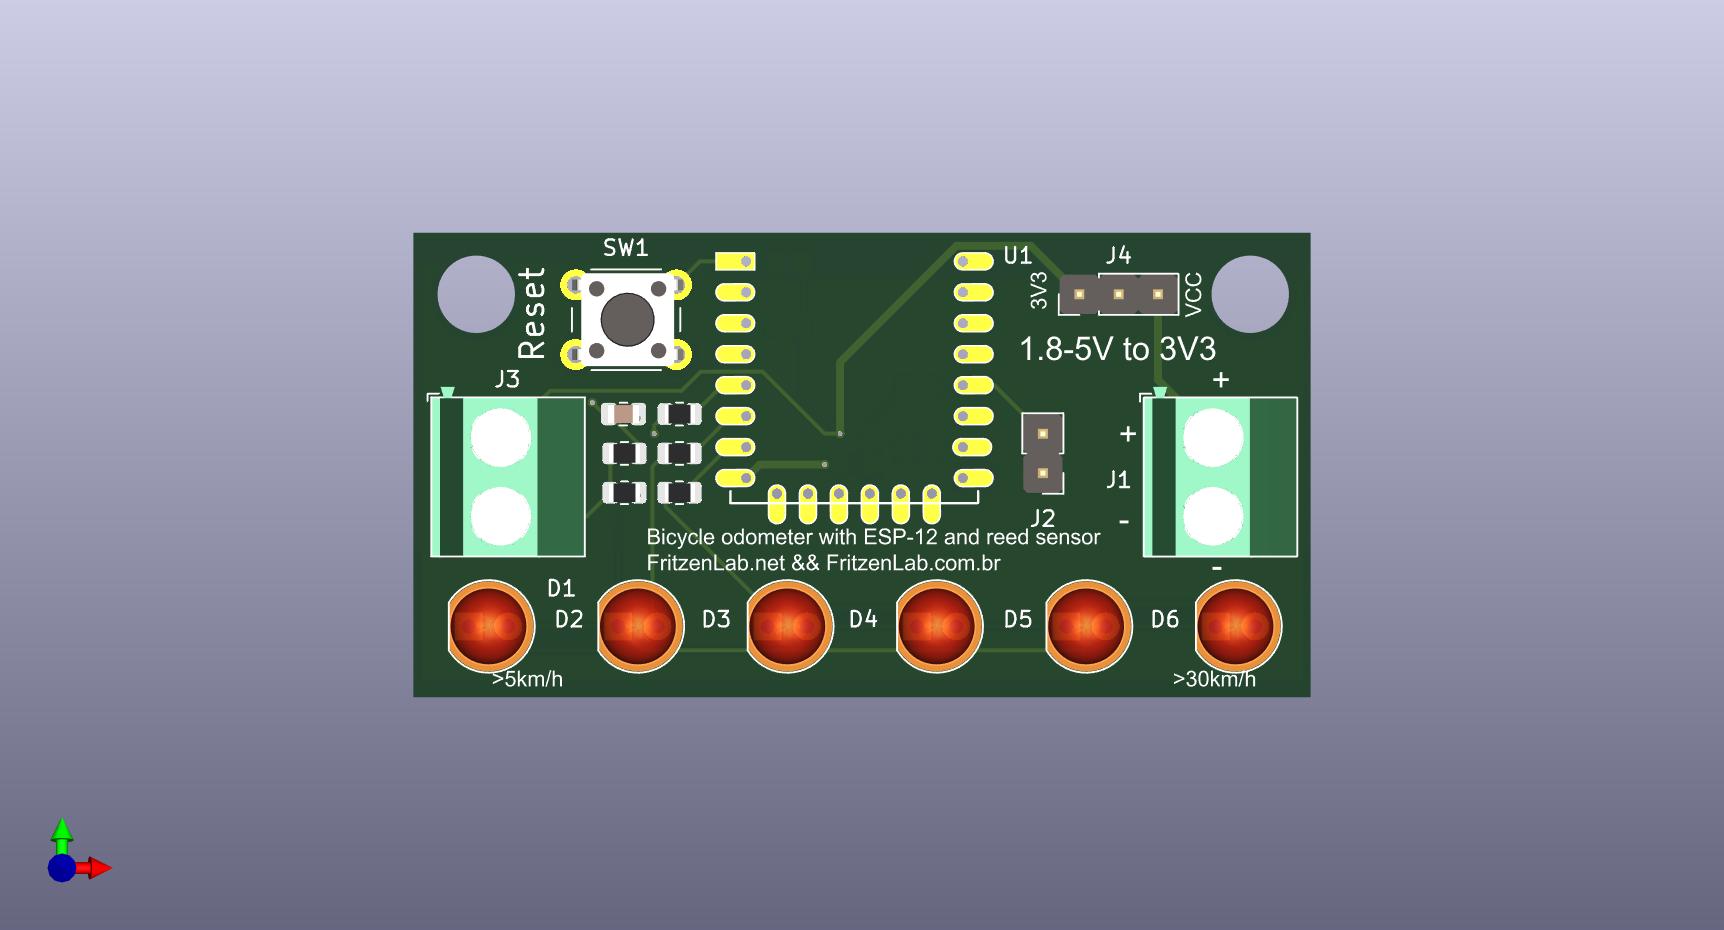 SW1
U1
J4
Reset
3V3
VCC
1.8-5V to 3V3
J3
+
+
J1
-
J2
Bicycle odometer with ESP-12 and reed sensor
FritzenLab.net && FritzenLab.com.br
-
D1
D2
D3
D4
D5
D6
>5km/h
>30km/h